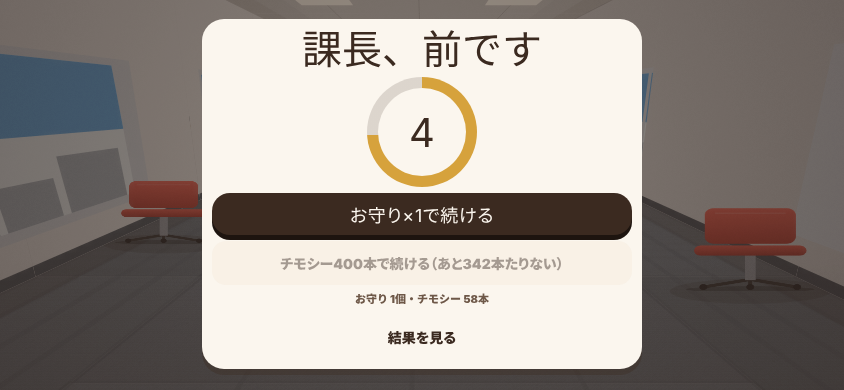 課長、前です
4
お守り×1で続ける
チモシー400本で続ける（あと342本たりない）
お守り 1個・チモシー 58本
結果を見る